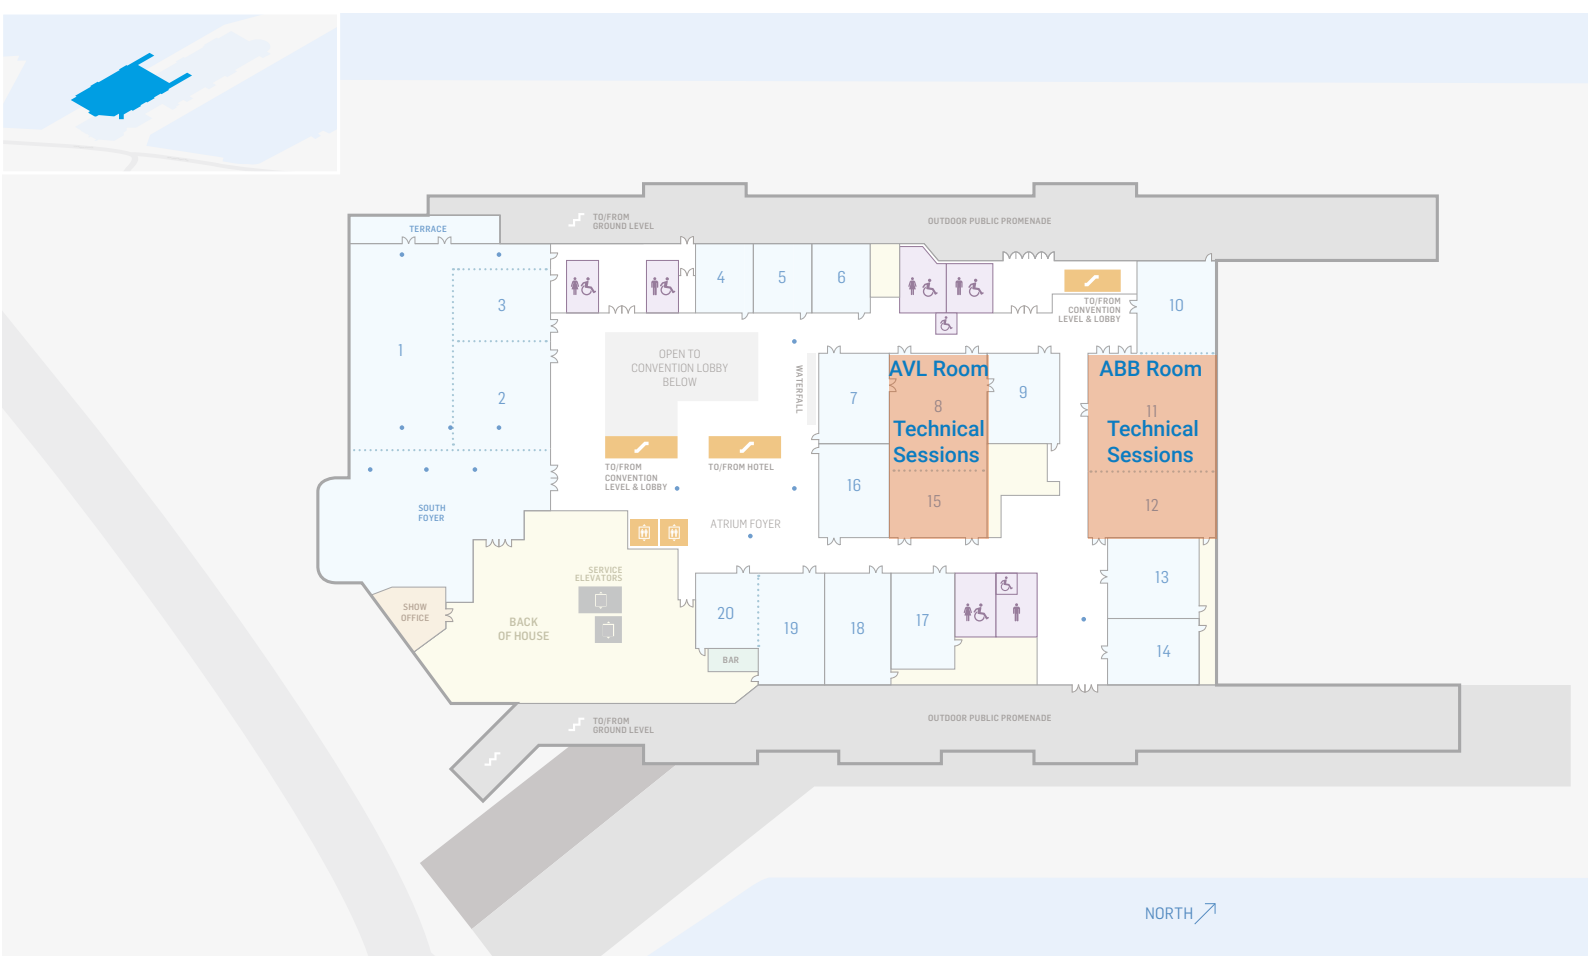 TO/FROM
GROUND LEVEL
OUTDOOR PUBLIC PROMENADE
TERRACE
4
5
6
3
10
TO/FROM
CONVENTION
LEVEL & LOBBY
1
OPEN TO
CONVENTION LOBBY
BELOW
WATERFALL
AVL Room
8
Technical
Sessions
ABB Room
11
Technical
Sessions
2
7
9
TO/FROM
CONVENTION
LEVEL & LOBBY
TO/FROM HOTEL
16
15
12
SOUTH
FOYER
ATRIUM FOYER
SERVICE
ELEVATORS
13
SHOW
OFFICE
BACK
OF HOUSE
20
19
18
17
14
BAR
TO/FROM
GROUND LEVEL
OUTDOOR PUBLIC PROMENADE
NORTH